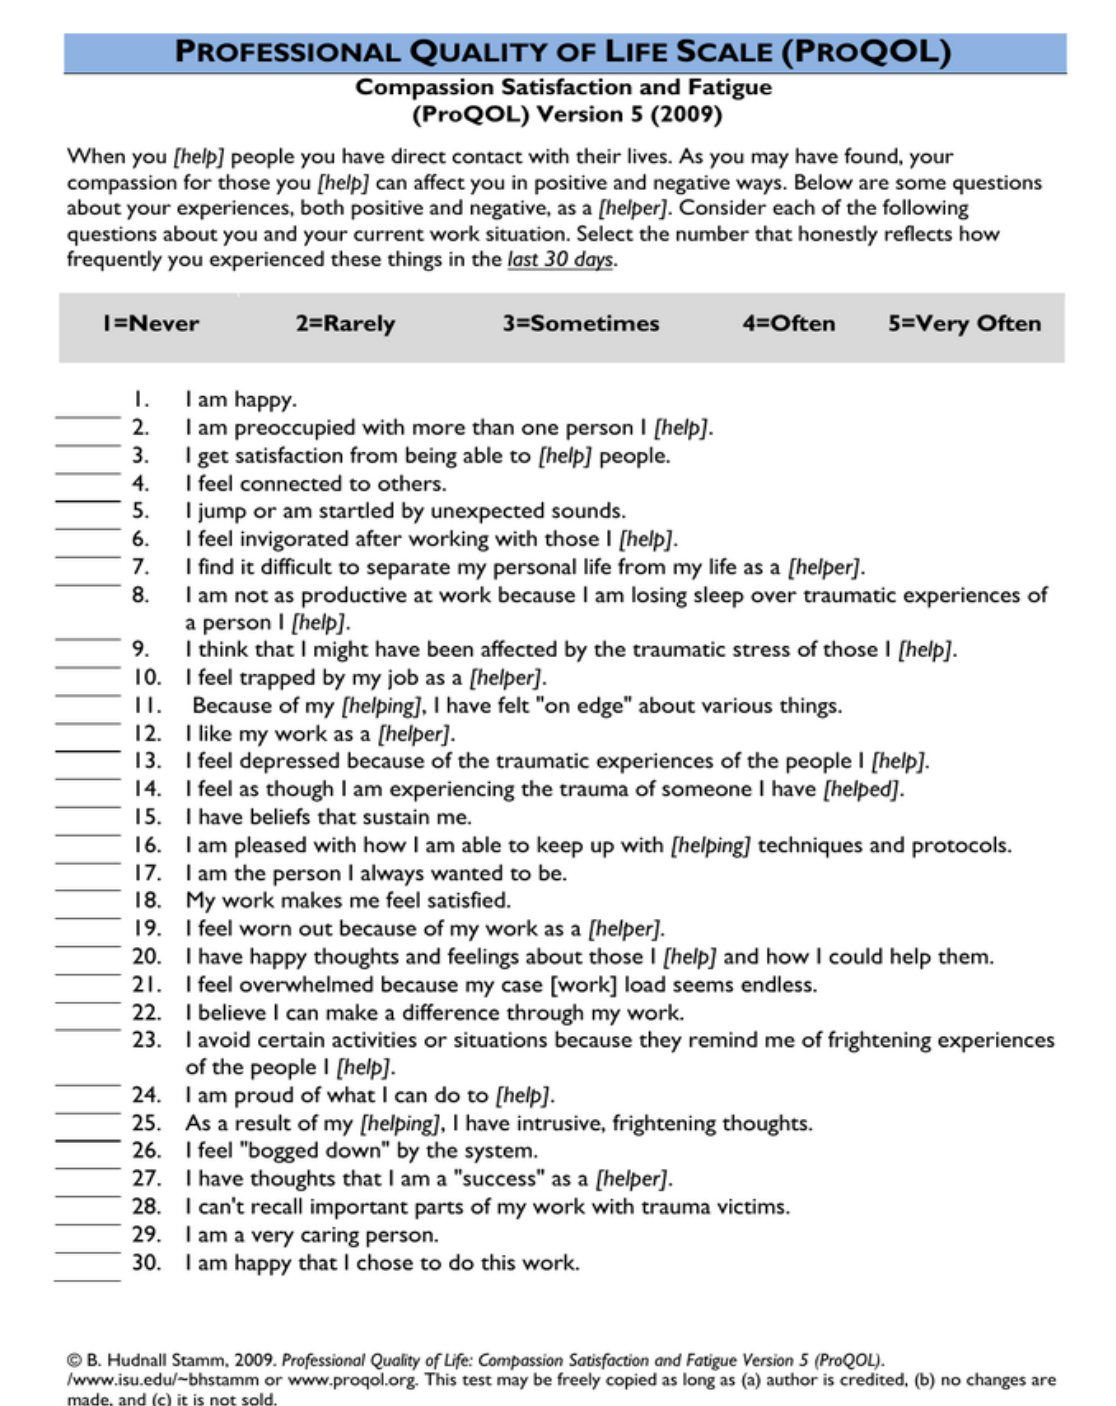 PROFESSIONAL QUALITY OF LIFE SCALE (PROQOL)
Compassion Satisfaction and Fatigue
(ProQOL) Version 5 (2009)
When you [help] people you have direct contact with their lives. As you may have found, your
compassion for those you [help] can affect you in positive and negative ways. Below are some questions
about your experiences, both positive and negative, as a [helper]. Consider each of the following
questions about you and your current work situation. Select the number that honestly reflects how
frequently you experienced these things in the last 30 days.
1=Never 2=Rarely 3=Sometimes 4=Often 5=Very Often
1. I am happy.
2. I am preoccupied with more than one person I [help].
3. I get satisfaction from being able to [help] people.
4. I feel connected to others.
5. I jump or am startled by unexpected sounds.
6. I feel invigorated after working with those I [help].
7. I find it difficult to separate my personal life from my life as a [helper].
8. I am not as productive at work because I am losing sleep over traumatic experiences of
a person I [help].
9. I think that I might have been affected by the traumatic stress of those I [help].
10. I feel trapped by my job as a [helper].
11. Because of my [helping], I have felt "on edge" about various things.
12. I like my work as a [helper].
13. I feel depressed because of the traumatic experiences of the people I [help].
14. I feel as though I am experiencing the trauma of someone I have [helped].
15. I have beliefs that sustain me.
16. I am pleased with how I am able to keep up with [helping] techniques and protocols.
17. I am the person I always wanted to be.
18. My work makes me feel satisfied.
19. I feel worn out because of my work as a [helper].
20. I have happy thoughts and feelings about those I [help] and how I could help them.
21. I feel overwhelmed because my case [work] load seems endless.
22. I believe I can make a difference through my work.
23. I avoid certain activities or situations because they remind me of frightening experiences
of the people I [help].
24. I am proud of what I can do to [help].
25. As a result of my [helping], I have intrusive, frightening thoughts.
26. I feel "bogged down" by the system.
27. I have thoughts that I am a "success" as a [helper].
28. I can't recall important parts of my work with trauma victims.
29. I am a very caring person.
30. I am happy that I chose to do this work.
© B. Hudnall Stamm, 2009. Professional Quality of Life: Compassion Satisfaction and Fatigue Version 5 (ProQOL).
/www.isu.edu/~bhstamm or www.proqol.org. This test may be freely copied as long as (a) author is credited, (b) no changes are
made, and (c) it is not sold.